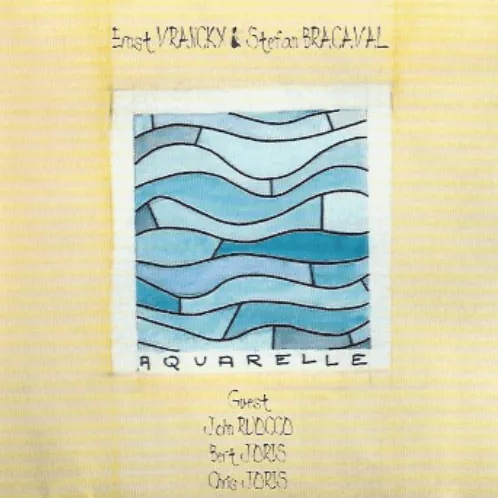 Ernst VRANCKY & Stefan BRACAVAL
AQUARELLE
Guest
John RUOCCO
Bert JORIS
Chris JORIS